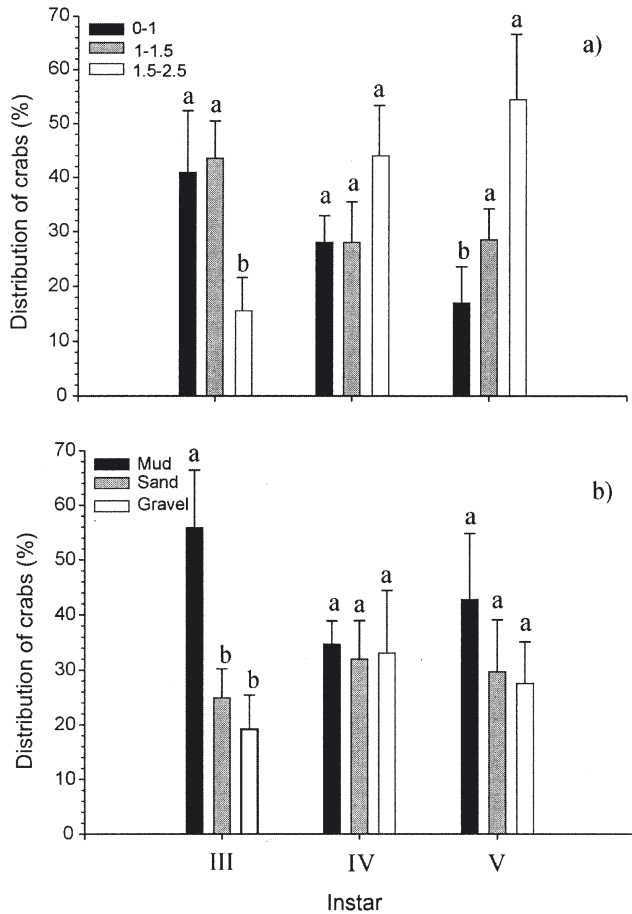 70
60
50
40
30
20
10
0
Distribution of crabs (%)
0-1
1-1.5
1.5-2.5
a)
a a b
a a a
b a a
70
60
50
40
30
20
10
0
Distribution of crabs (%)
Mud
Sand
Gravel
b)
a b b
a a a
a a a
III IV V
Instar